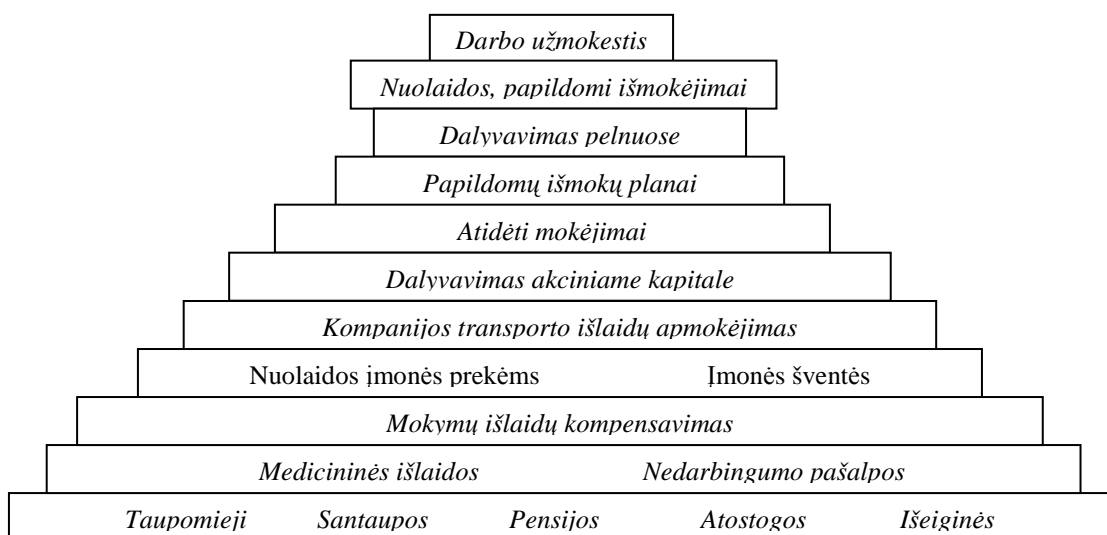 Darbo užmokestis
Nuolaidos, papildomi išmokėjimai
Dalyvavimas pelnuose
Papildomų išmokų planai
Atidėti mokėjimai
Dalyvavimas akciniame kapitale
Kompanijos transporto išlaidų apmokėjimas
Nuolaidos įmonės prekėms Įmonės šventės
Mokymų išlaidų kompensavimas
Medicininės išlaidos Nedarbingumo pašalpos
Taupomieji Santaupos Pensijos Atostogos Išeiginės